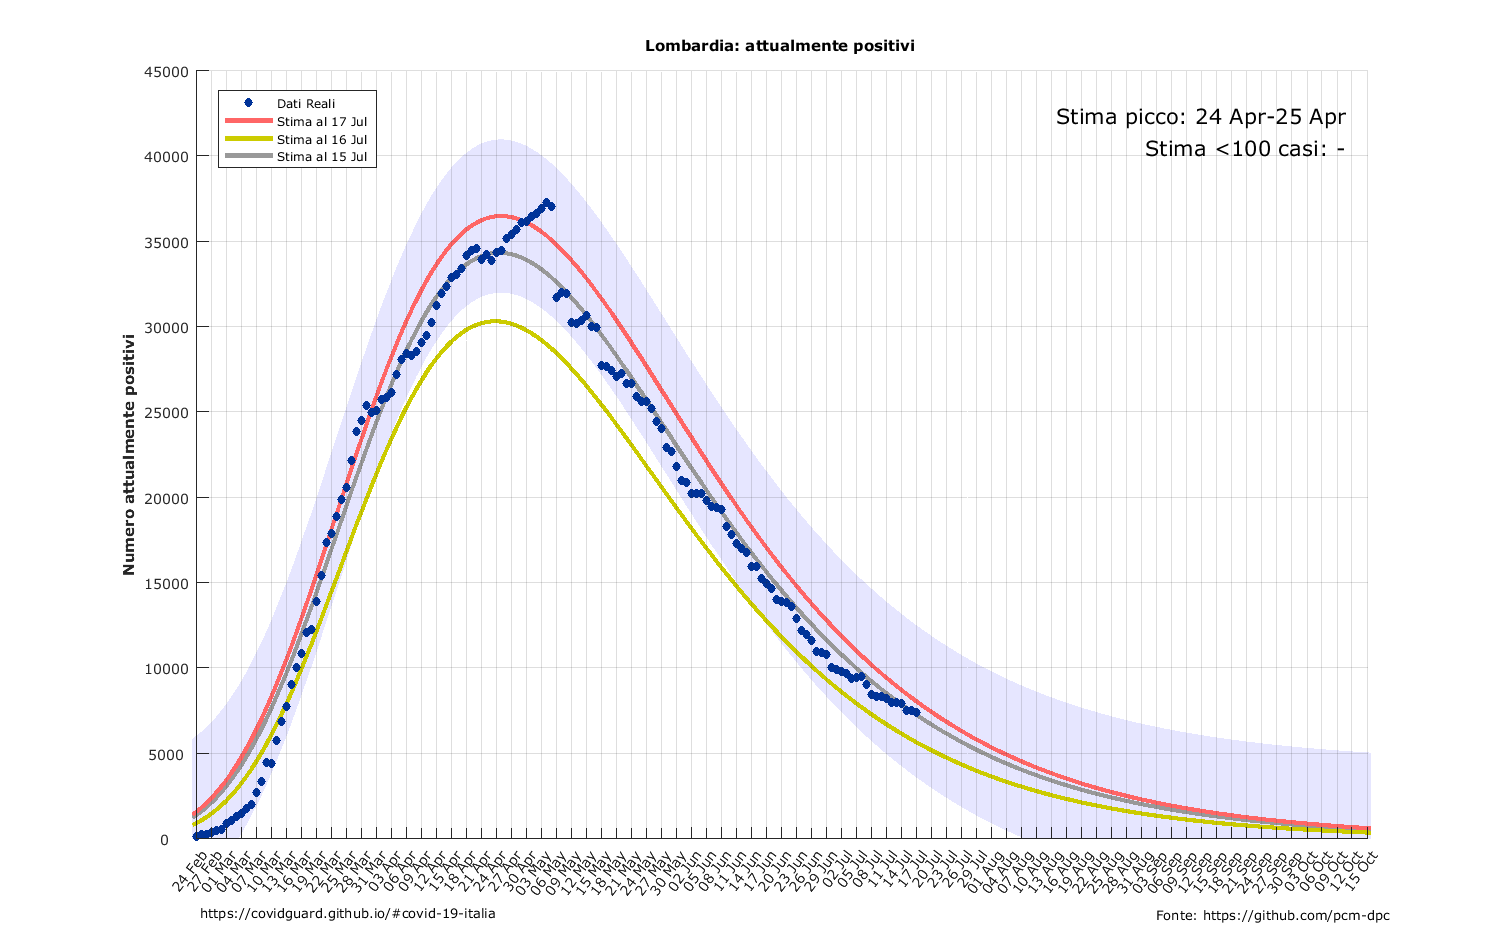 Lombardia: attualmente positivi
45000
40000
35000
30000
25000
20000
15000
10000
5000
0
Numero attualmente positivi
Dati Reali
Stima al 17 Jul
Stima al 16 Jul
Stima al 15 Jul
Stima picco: 24 Apr-25 Apr
Stima <100 casi: -
24 Feb
27 Feb
01 Mar
04 Mar
07 Mar
10 Mar
13 Mar
16 Mar
19 Mar
22 Mar
25 Mar
28 Mar
31 Mar
03 Apr
06 Apr
09 Apr
12 Apr
15 Apr
18 Apr
21 Apr
24 Apr
27 Apr
30 Apr
03 May
06 May
09 May
12 May
15 May
18 May
21 May
24 May
27 May
30 May
02 Jun
05 Jun
08 Jun
11 Jun
14 Jun
17 Jun
20 Jun
23 Jun
26 Jun
29 Jun
02 Jul
05 Jul
08 Jul
11 Jul
14 Jul
17 Jul
20 Jul
23 Jul
26 Jul
29 Jul
01 Aug
04 Aug
07 Aug
10 Aug
13 Aug
16 Aug
19 Aug
22 Aug
25 Aug
28 Aug
31 Aug
03 Sep
06 Sep
09 Sep
12 Sep
15 Sep
18 Sep
21 Sep
24 Sep
27 Sep
30 Sep
03 Oct
06 Oct
09 Oct
12 Oct
15 Oct
https://covidguard.github.io/#covid-19-italia
Fonte: https://github.com/pcm-dpc